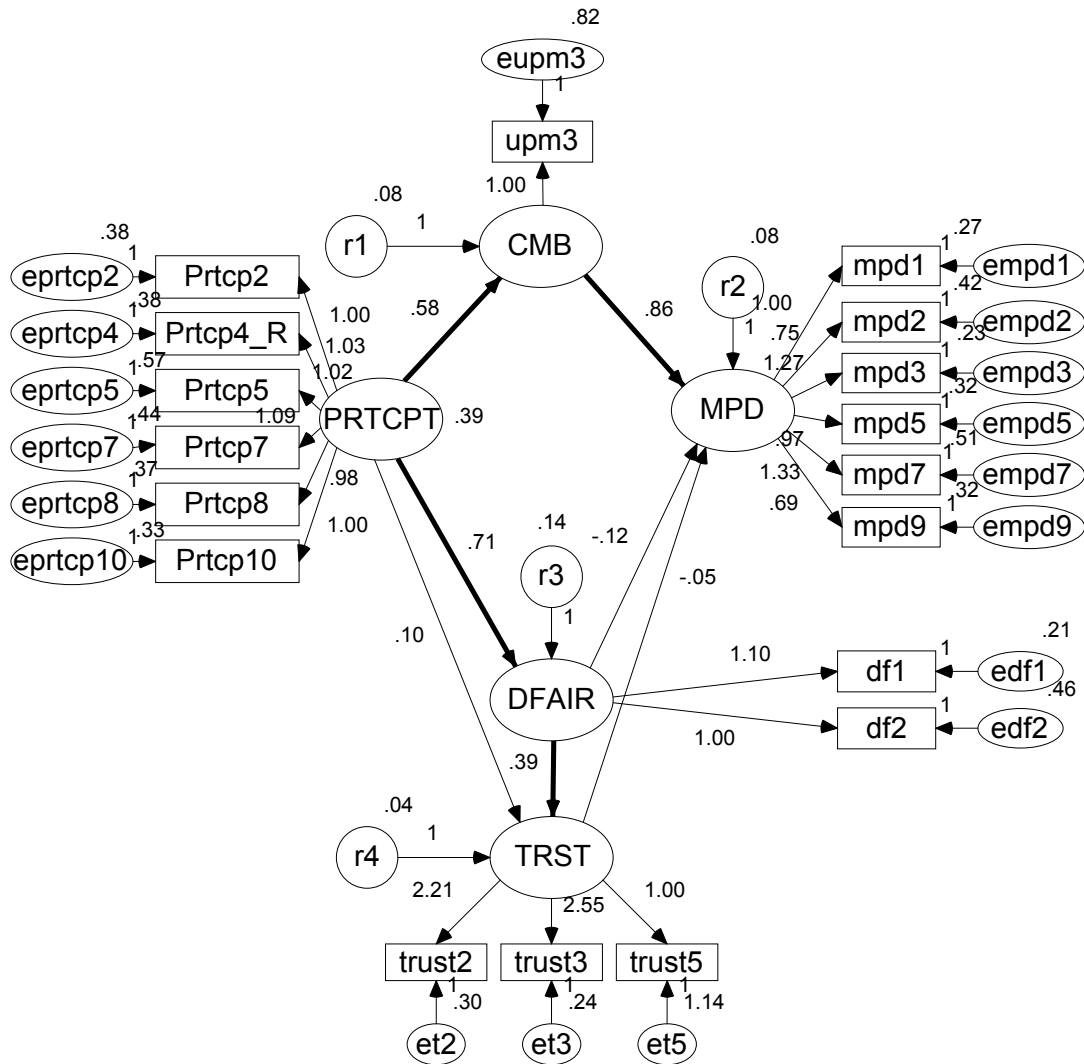 .82
eupm3
1
upm3
1.00
.08
r1
1
CMB
.38
eprtcp2
1
Prtcp2
.38
eprtcp4
1
Prtcp4_R
.57
eprtcp5
1
Prtcp5
.44
eprtcp7
1
Prtcp7
.37
eprtcp8
1
Prtcp8
.33
eprtcp10
1
Prtcp10
1.00
1.03
1.02
1.09
.98
1.00
PRTCPT
.39
.58
.86
.08
r2
1
MPD
1.00
.75
1.27
.97
1.33
.69
mpd1
1
.27
empd1
mpd2
1
.42
empd2
mpd3
1
.23
empd3
mpd5
1
.32
empd5
mpd7
1
.51
empd7
mpd9
1
.32
empd9
.71
.14
r3
1
-.12
-.05
.10
DFAIR
1.10
df1
1
.21
edf1
1.00
df2
1
.46
edf2
.39
.04
r4
1
TRST
2.21
2.55
1.00
trust2
trust3
trust5
1
.30
1
.24
1
1.14
et2
et3
et5